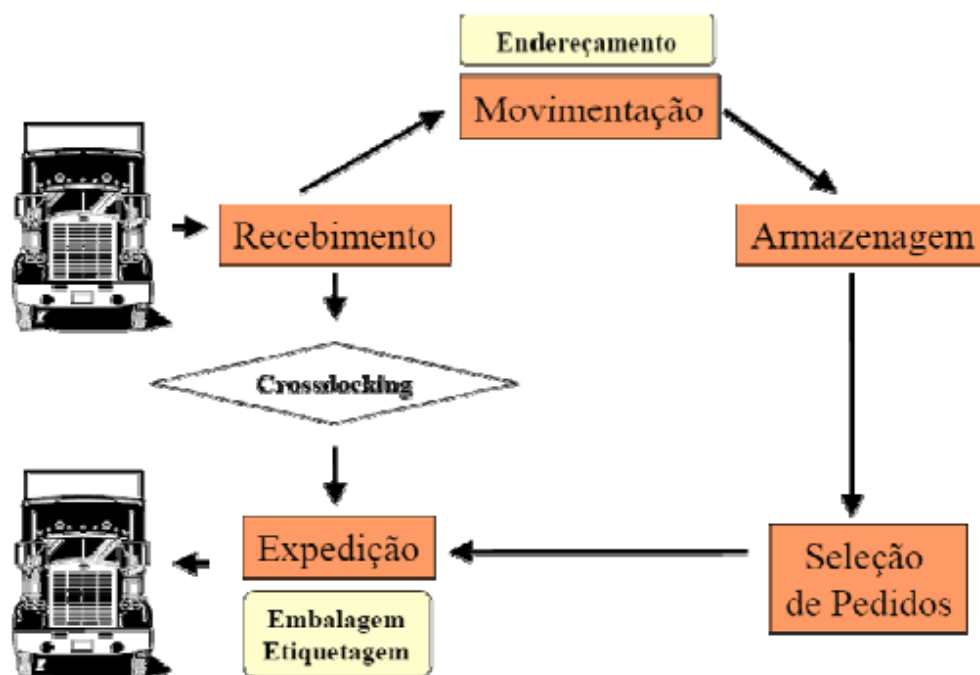 Endereçamento
Movimentação
Recebimento
Armazenagem
Crossdocking
Expedição
Seleção
de Pedidos
Embalagem
Etiquetagem